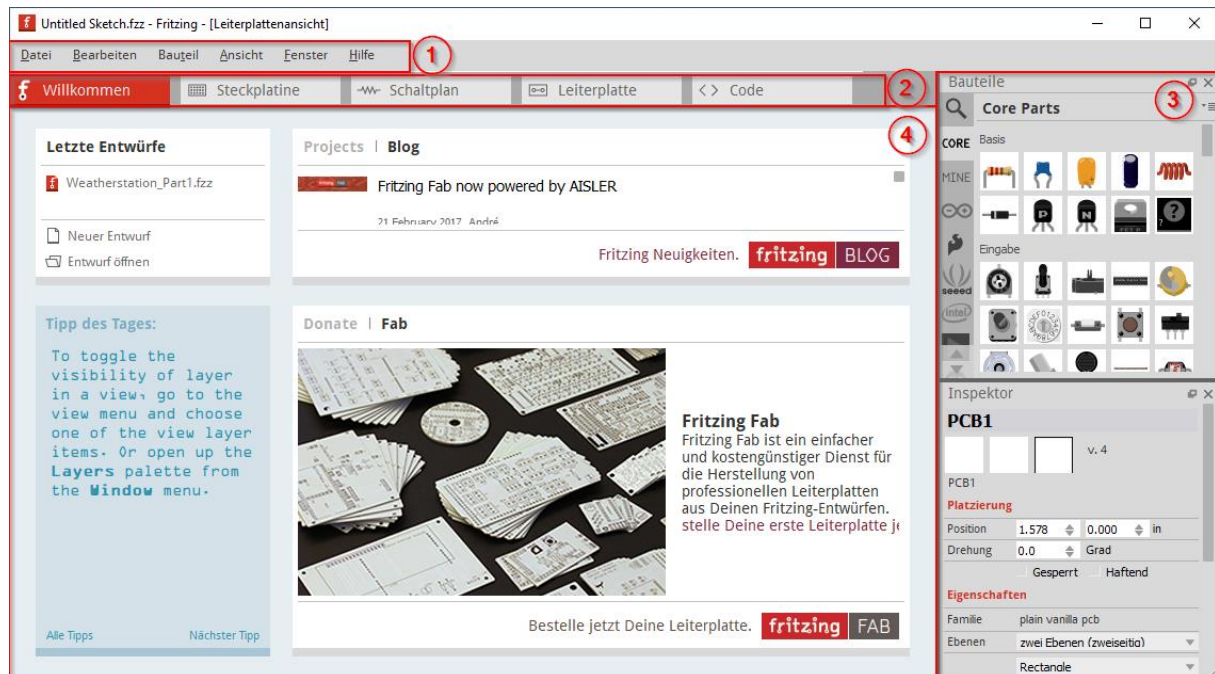 Untitled Sketch.fzz - Fritzing - [Leiterplattenansicht]
Datei Bearbeiten Bauteil Ansicht Fenster Hilfe
1
Willkommen Steckplatine Schaltplan Leiterplatte <> Code
2
4
Letzte Entwürfe
Weatherstation_Part1.fzz
Neuer Entwurf
Entwurf öffnen
Projects | Blog
Fritzing Fab now powered by AISLER
21 February 2017, André
Fritzing Neuigkeiten. fritzing BLOG
Tipp des Tages:
To toggle the
visibility of layer
in a view, go to the
view menu and choose
one of the view layer
items. Or open up the
Layers palette from
the Window menu.
Alle Tipps Nächster Tipp
Donate | Fab
Fritzing Fab
Fritzing Fab ist ein einfacher
und kostengünstiger Dienst für
die Herstellung von
professionellen Leiterplatten
aus Deinen Fritzing-Entwürfen.
stelle Deine erste Leiterplatte je
Bestelle jetzt Deine Leiterplatte. fritzing FAB
Bauteile
3
Core Parts
CORE
MINE
seeed
intel
Basis
P
N
FET P
?
?
Eingabe
Inspektor
PCB1
v. 4
PCB1
Platzierung
Position 1.578 0.000 in
Drehung 0.0 Grad
Gesperrt Haftend
Eigenschaften
Familie plain vanilla pcb
Ebenen zwei Ebenen (zweiseitig)
Rectangle